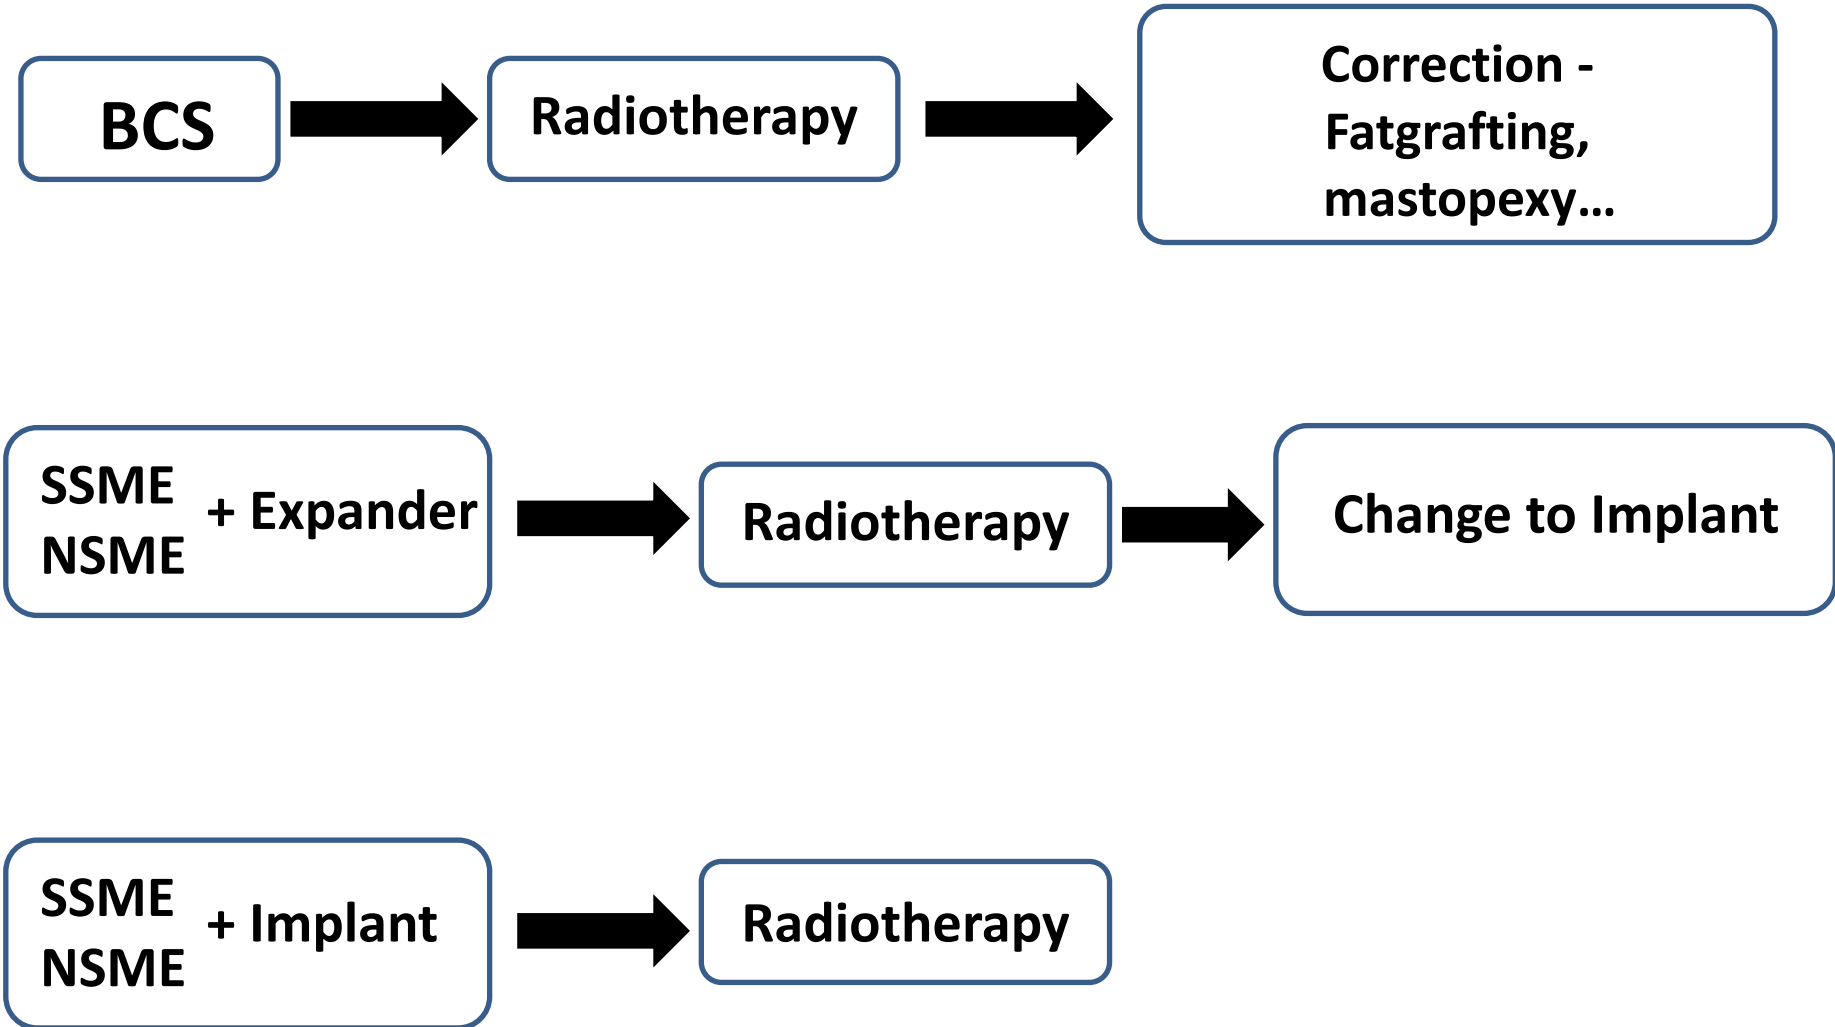 BCS
Radiotherapy
Correction -
Fatgrafting,
mastopexy...
SSME
NSME
+ Expander
Radiotherapy
Change to Implant
SSME
NSME
+ Implant
Radiotherapy